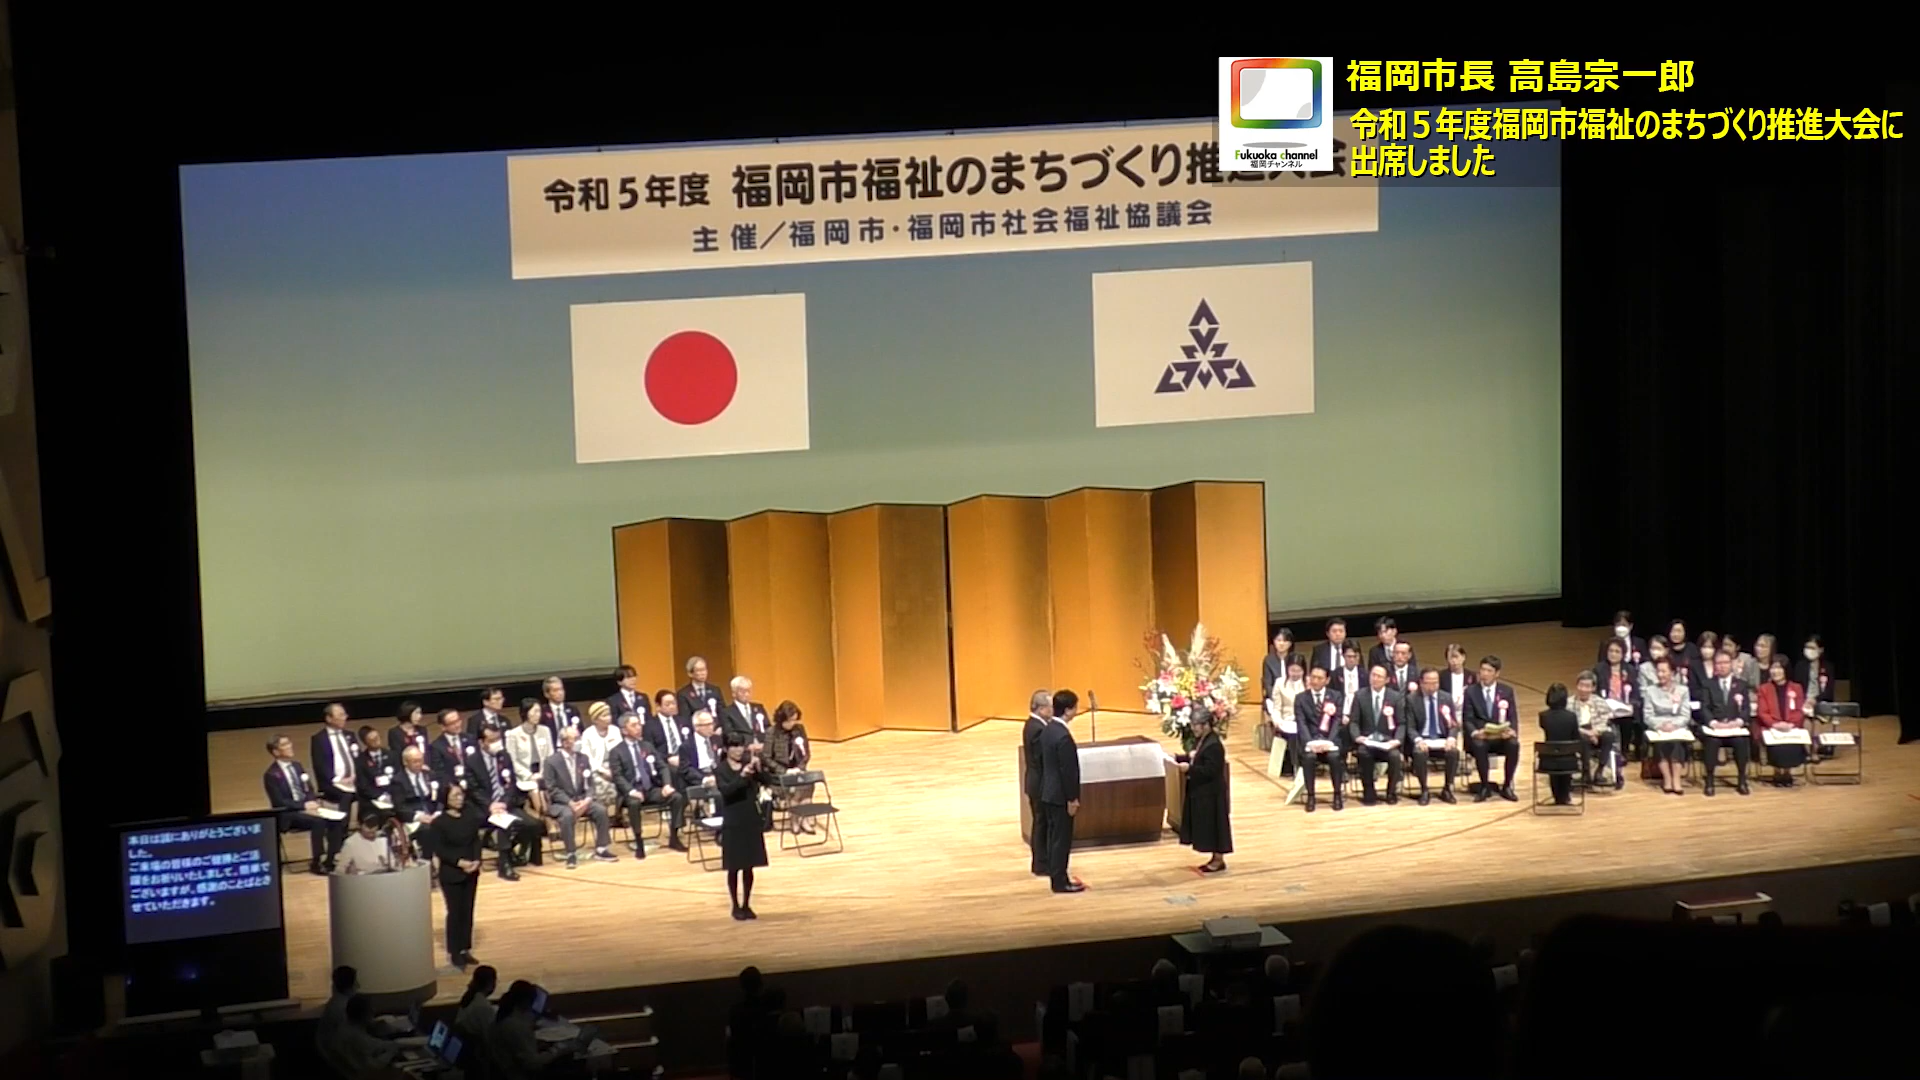 福岡市長 高島宗一郎
令和５年度福岡市福祉のまちづくり推進大会に
出席しました
Fukuoka channel
福岡チャンネル
令和５年度 福岡市福祉のまちづくり推進大会
主 催／福 岡 市・福岡市社会福祉協議会
本日は誠にありがとうございま
した。
ご来場の皆様のご健勝とご活
躍をお祈りいたしまして、簡単で
ございますが、感謝のことばとさ
せていただきます。